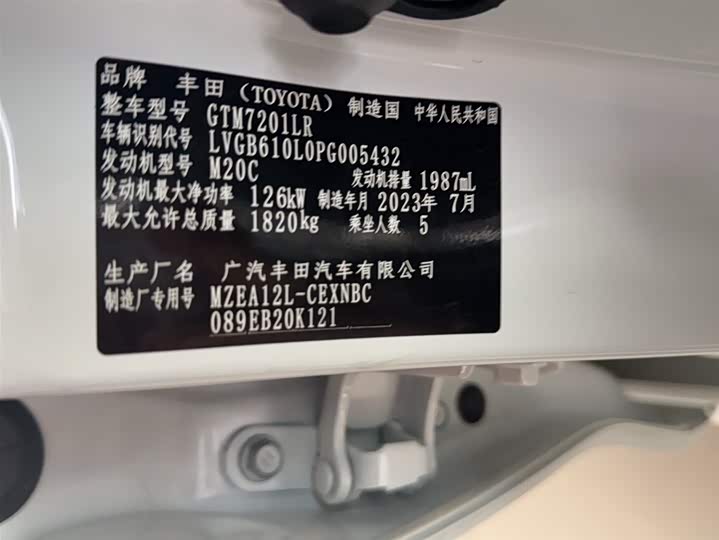 品牌 丰田（TOYOTA） 制造国 中华人民共和国
整车型号 GTM7201LR
车辆识别代号 LVGB610L0PG005432
发动机型号 M20C 发动机排量 1987mL
发动机最大净功率 126kW 制造年月 2023年 7月
最大允许总质量 1820kg 乘坐人数 5
生产厂名 广汽丰田汽车有限公司
制造厂专用号 MZEA12L-CEXNBC
089EB20K121